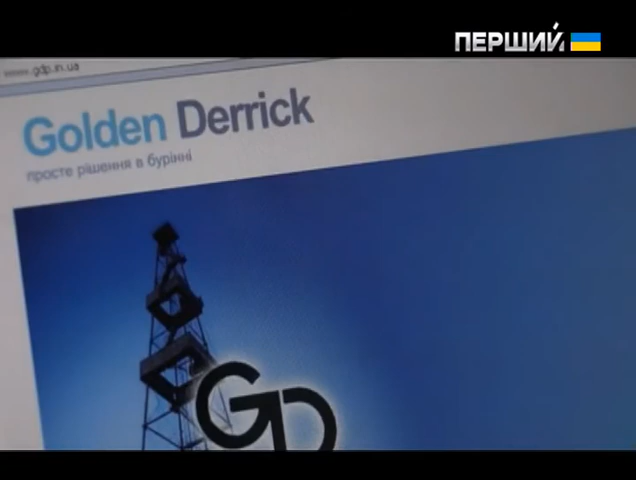 ПЕРШИЙ
www.gdp.in.ua
Golden Derrick
просте рішення в бурінні
GD